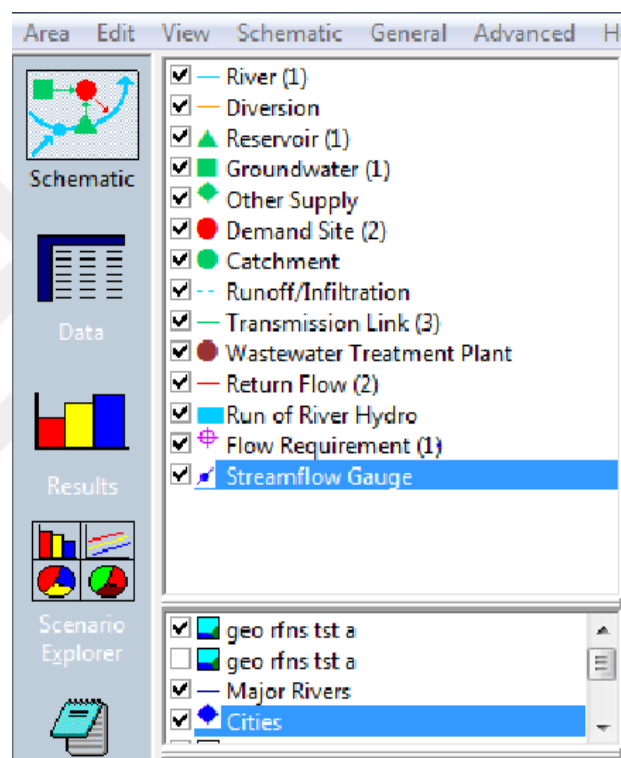 Area Edit View Schematic General Advanced H
Schematic
Data
Results
Scenario
Explorer
River (1)
Diversion
Reservoir (1)
Groundwater (1)
Other Supply
Demand Site (2)
Catchment
Runoff/Infiltration
Transmission Link (3)
Wastewater Treatment Plant
Return Flow (2)
Run of River Hydro
Flow Requirement (1)
Streamflow Gauge
geo rfns tst a
geo rfns tst a
Major Rivers
Cities